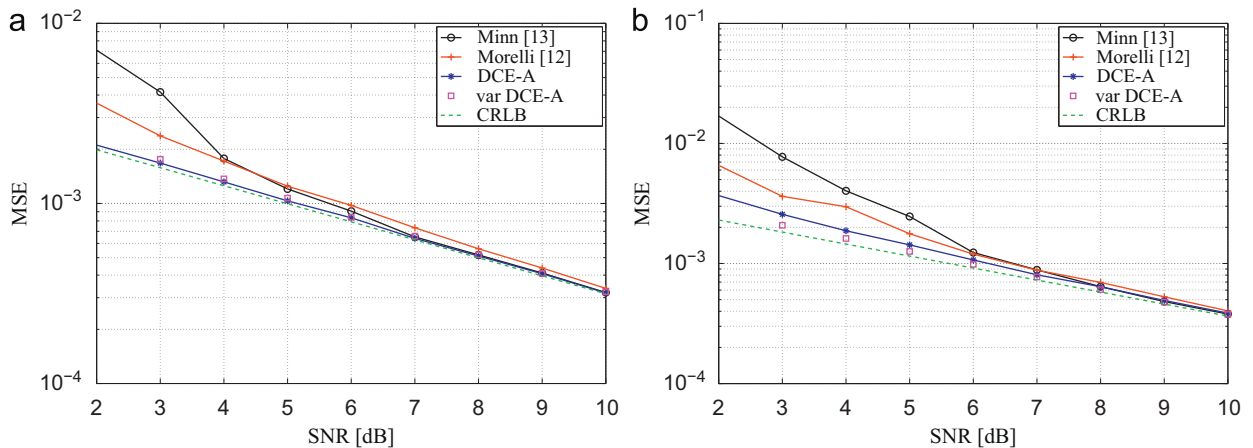 a
10^−2
10^−3
10^−4
MSE
Minn [13]
Morelli [12]
DCE-A
var DCE-A
CRLB
2 3 4 5 6 7 8 9 10
SNR [dB]
b
10^−1
10^−2
10^−3
10^−4
MSE
Minn [13]
Morelli [12]
DCE-A
var DCE-A
CRLB
2 3 4 5 6 7 8 9 10
SNR [dB]